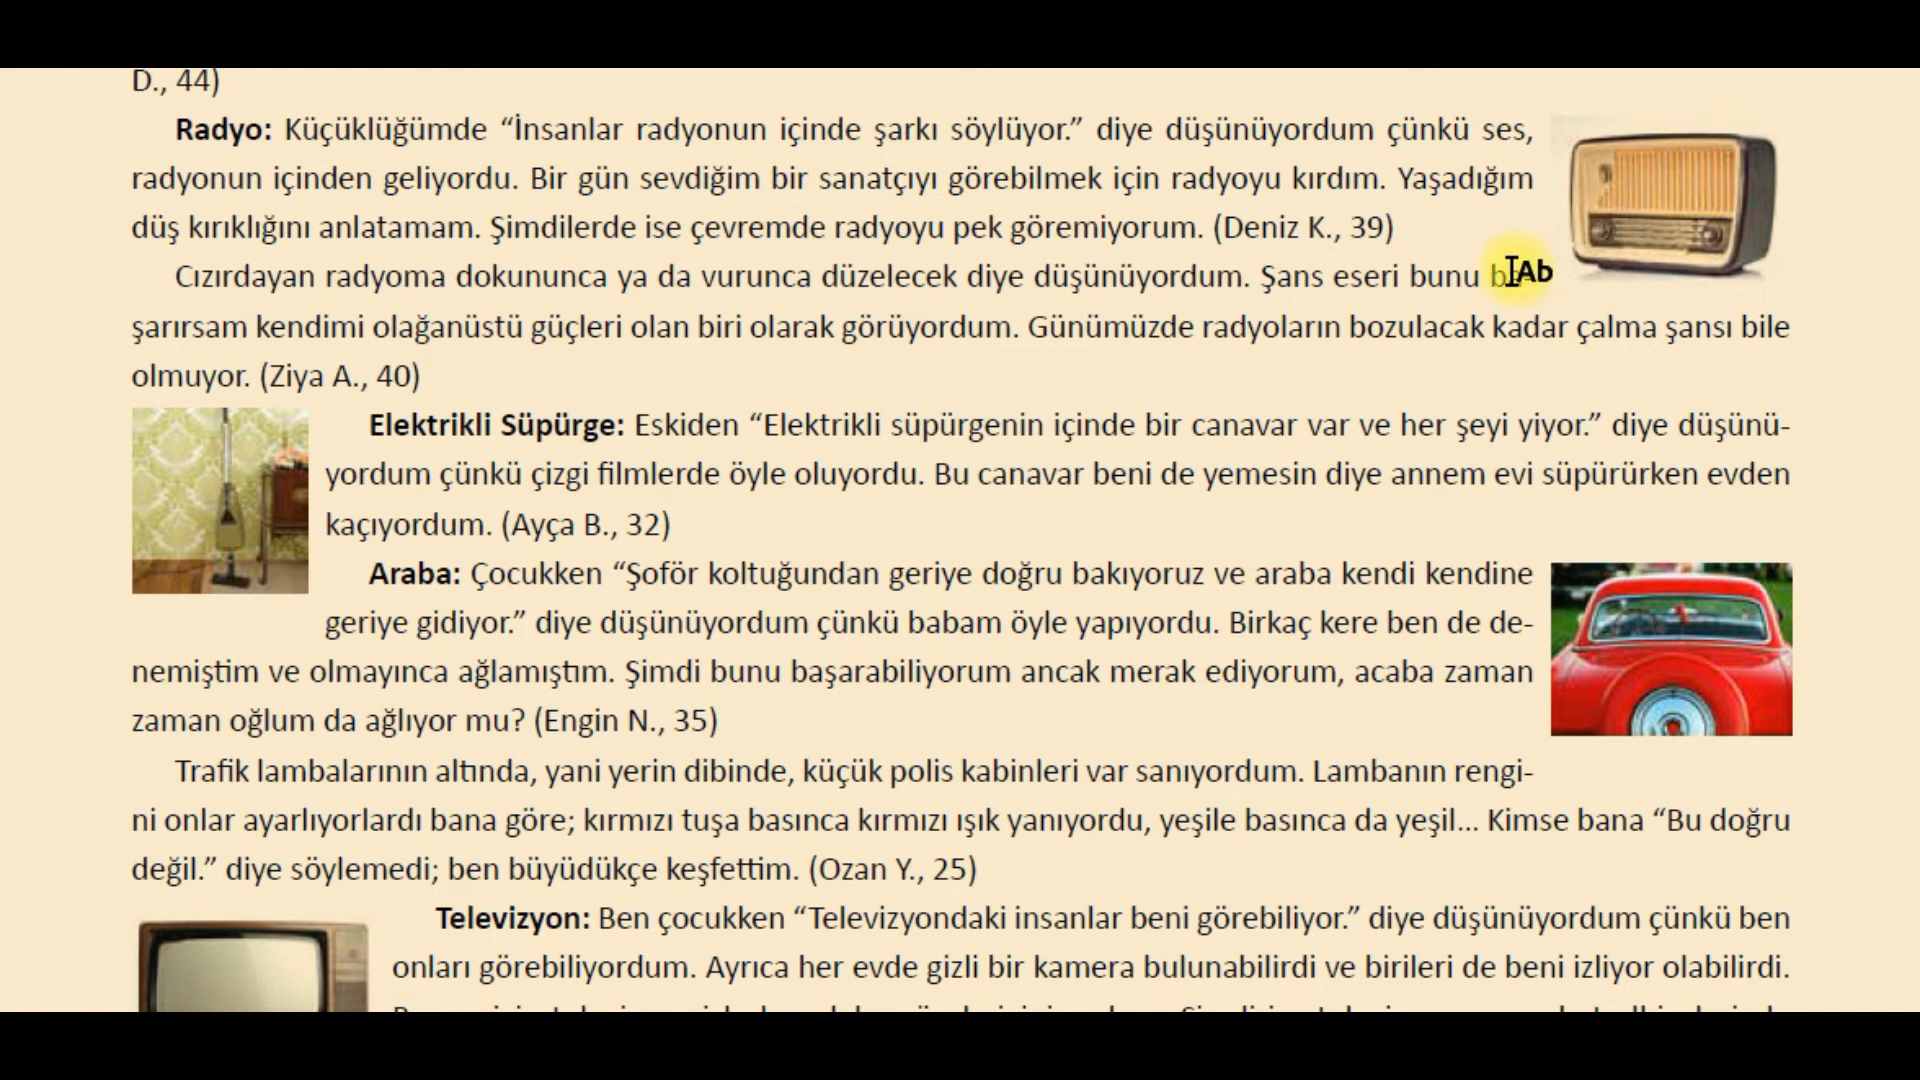 D., 44)
Radyo: Küçüklüğümde “İnsanlar radyonun içinde şarkı söylüyor.” diye düşünüyordum çünkü ses,
radyonun içinden geliyordu. Bir gün sevdiğim bir sanatçıyı görebilmek için radyoyu kırdım. Yaşadığım
düş kırıklığını anlatamam. Şimdilerde ise çevremde radyoyu pek göremiyorum. (Deniz K., 39)
Cızırdayan radyoma dokununca ya da vurunca düzelecek diye düşünüyordum. Şans eseri bunu
Ab
şarırsam kendimi olağanüstü güçleri olan biri olarak görüyordum. Günümüzde radyoların bozulacak kadar çalma şansı bile
olmuyor. (Ziya A., 40)
Elektrikli Süpürge: Eskiden “Elektrikli süpürgenin içinde bir canavar var ve her şeyi yiyor.” diye düşünü-
yordum çünkü çizgi filmlerde öyle oluyordu. Bu canavar beni de yemesin diye annem evi süpürürken evden
kaçıyordum. (Ayça B., 32)
Araba: Çocukken “Şoför koltuğundan geriye doğru bakıyoruz ve araba kendi kendine
geriye gidiyor.” diye düşünüyordum çünkü babam öyle yapıyordu. Birkaç kere ben de de-
nemiştim ve olmayınca ağlamıştım. Şimdi bunu başarabiliyorum ancak merak ediyorum, acaba zaman
zaman oğlum da ağlıyor mu? (Engin N., 35)
Trafik lambalarının altında, yani yerin dibinde, küçük polis kabinleri var sanıyordum. Lambanın rengi-
ni onlar ayarlıyorlardı bana göre; kırmızı tuşa basınca kırmızı ışık yanıyordu, yeşile basınca da yeşil... Kimse bana “Bu doğru
değil.” diye söylemedi; ben büyüdükçe keşfettim. (Ozan Y., 25)
Televizyon: Ben çocukken “Televizyondaki insanlar beni görebiliyor.” diye düşünüyordum çünkü ben
onları görebiliyordum. Ayrıca her evde gizli bir kamera bulunabilirdi ve birileri de beni izliyor olabilirdi.